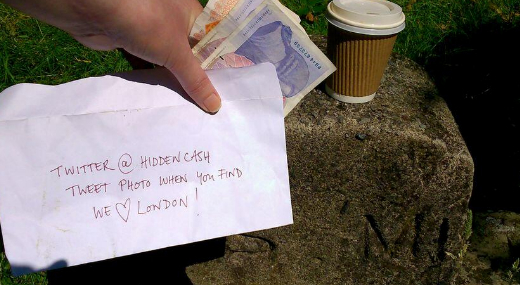 TWITTER @ HIDDENCASH
TWEET PHOTO WHEN YOU FIND
WE ♡ LONDON!